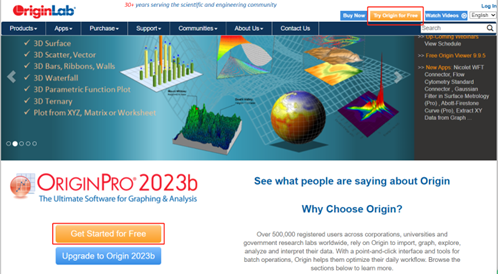 OriginLab®
30+ years serving the scientific and engineering community
Log In
Buy Now Try Origin for Free Watch Videos English
Products Apps Purchase Support Communities About Us Contact Us Search
✓ 3D Surface
✓ 3D Scatter, Vector
✓ 3D Bars, Ribbons, Walls
✓ 3D Waterfall
✓ 3D Parametric Function Plot
✓ 3D Ternary
✓ Plot from XYZ, Matrix or Worksheet
>> Up Coming Webinars
View Schedule
>> Free Origin Viewer 9.9.5
>> New Apps: Nicolet WFT
Connector, Flow
Cytometry Standard
Connector , Gaussian
Filter in Surface Metrology
(Pro) , Abott-Firestone
Curve (Pro), Extract XY
Data from Graph ...
ORIGINPRO® 2023b
The Ultimate Software for Graphing & Analysis
Get Started for Free
Upgrade to Origin 2023b
See what people are saying about Origin
Why Choose Origin?
Over 500,000 registered users across corporations, universities and
government research labs worldwide, rely on Origin to import, graph, explore,
analyze and interpret their data. With a point-and-click interface and tools for
batch operations, Origin helps them optimize their daily workflow. Browse the
sections below to learn more.